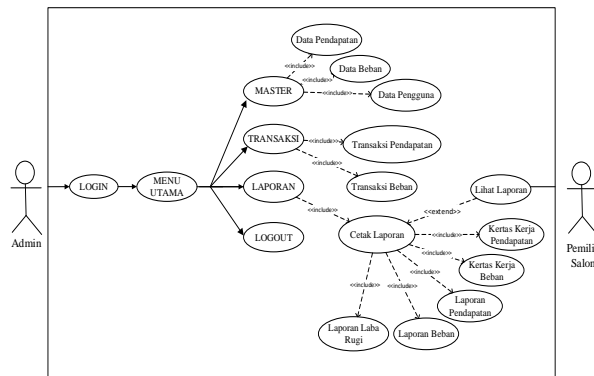 Data Pendapatan
<<include>>
Data Beban
<<include>>
MASTER
<<include>>
Data Pengguna
TRANSAKSI
<<include>>
Transaksi Pendapatan
<<include>>
LOGIN
MENU
UTAMA
LAPORAN
Transaksi Beban
Lihat Laporan
<<include>>
<<extend>>
Admin
LOGOUT
Cetak Laporan
<<include>>
Kertas Kerja
Pendapatan
<<include>>
Kertas Kerja
Beban
<<include>>
<<include>>
<<include>>
Laporan
Pendapatan
Laporan Laba
Rugi
Laporan Beban
Pemili
Salon